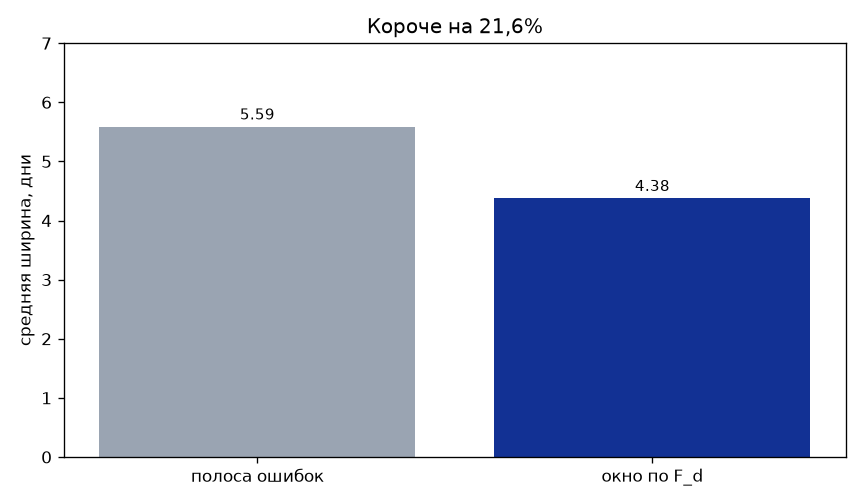 Короче на 21,6%
средняя ширина, дни
7
6
5
4
3
2
1
0
5.59
4.38
полоса ошибок
окно по F_d